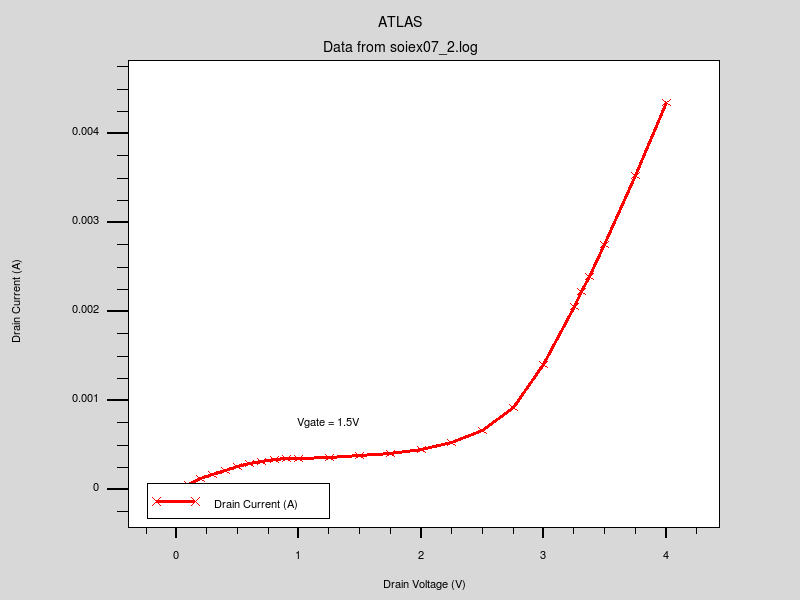 ATLAS
Data from soiex07_2.log
Drain Current (A)
0.004
0.003
0.002
0.001
0
Vgate = 1.5V
Drain Current (A)
0
1
2
3
4
Drain Voltage (V)